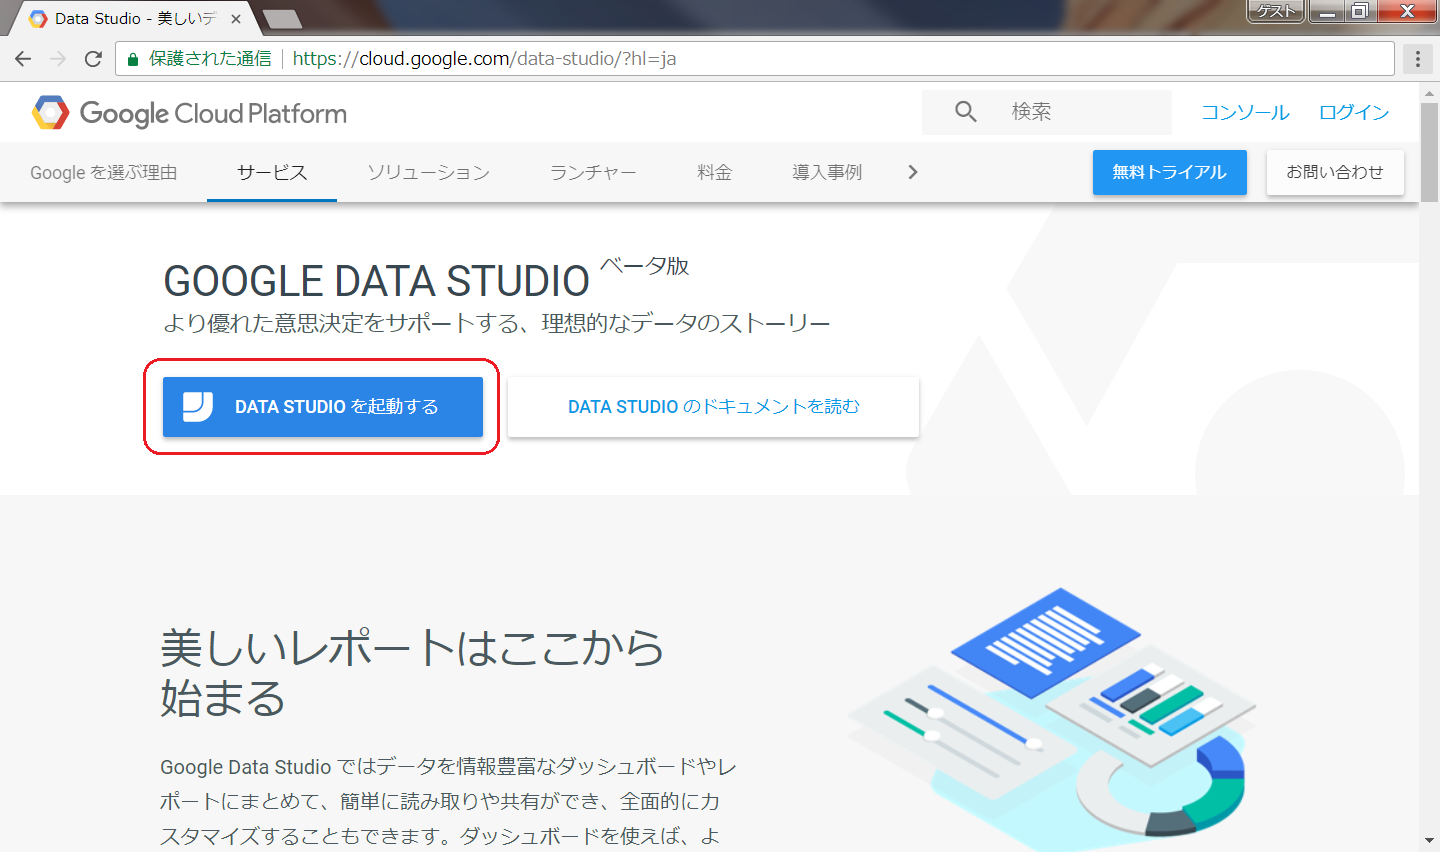 Data Studio - 美しいデ
ゲスト
保護された通信
https://cloud.google.com/data-studio/?hl=ja
Google Cloud Platform
検索
コンソール
ログイン
Google を選ぶ理由
サービス
ソリューション
ランチャー
料金
導入事例
無料トライアル
お問い合わせ
GOOGLE DATA STUDIO ベータ版
より優れた意思決定をサポートする、理想的なデータのストーリー
DATA STUDIO を起動する
DATA STUDIO のドキュメントを読む
美しいレポートはここから
始まる
Google Data Studio ではデータを情報豊富なダッシュボードやレ
ポートにまとめて、簡単に読み取りや共有ができ、全面的にカ
スタマイズすることもできます。ダッシュボードを使えば、よ